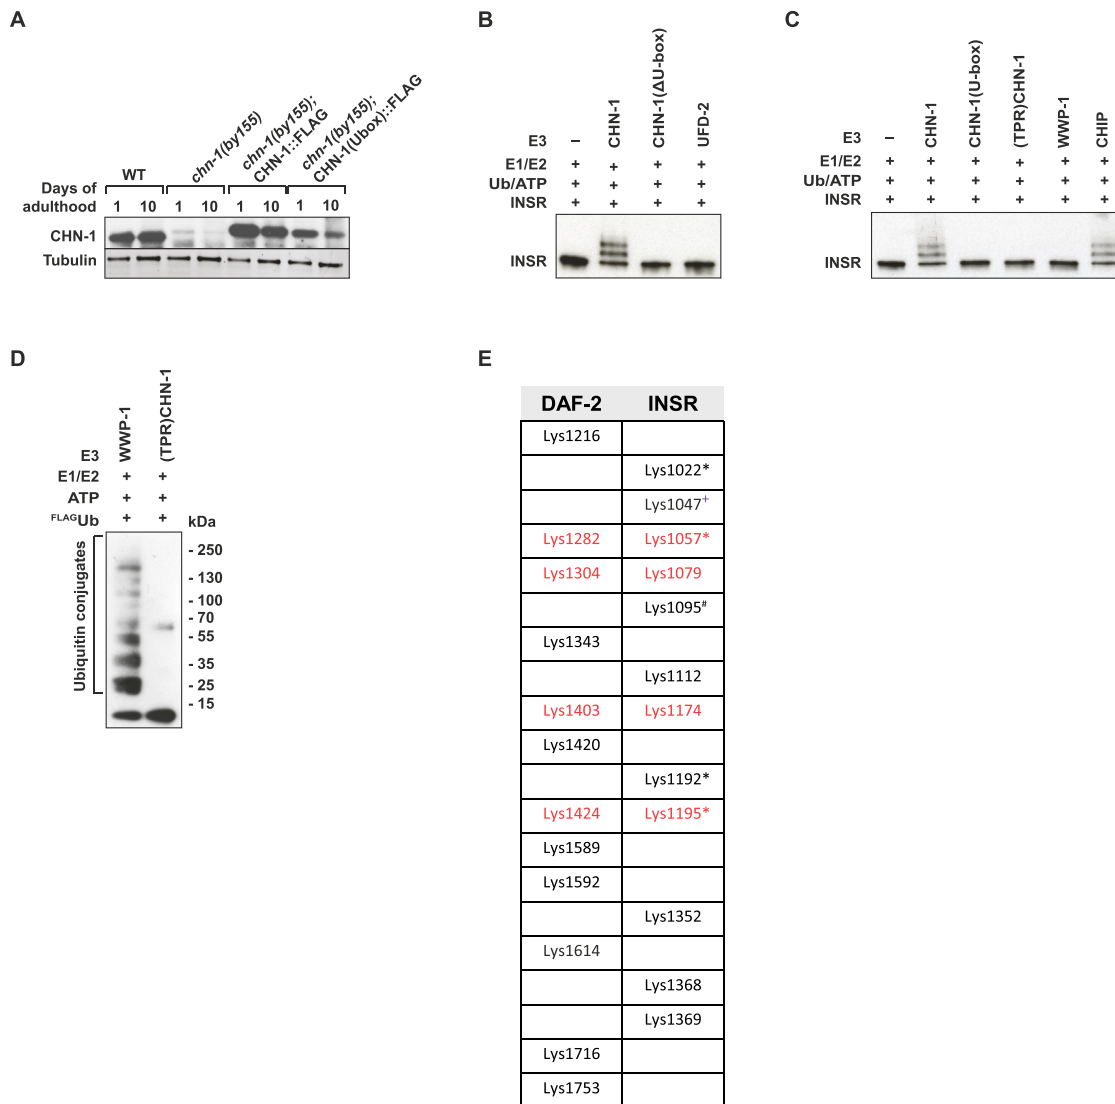 A
WT
chn-1(by155)
chn-1(by155);
CHN-1::FLAG
chn-1(by155);
CHN-1(Ubox)::FLAG
Days of
adulthood 1 10 1 10 1 10 1 10
CHN-1
Tubulin
B
E3 – CHN-1 CHN-1(ΔU-box) UFD-2
E1/E2 + + + +
Ub/ATP + + + +
INSR + + + +
INSR
C
E3 – CHN-1 CHN-1(U-box) (TPR)CHN-1 WWP-1 CHIP
E1/E2 + + + + + +
Ub/ATP + + + + + +
INSR + + + + + +
INSR
D
E3 WWP-1 (TPR)CHN-1
E1/E2 + +
ATP + +
FLAGUb + + kDa
Ubiquitin conjugates
- 250
- 130
- 100
- 70
- 55
- 35
- 25
- 15
E
DAF-2 INSR
Lys1216
Lys1022*
Lys1047+
Lys1282 Lys1057*
Lys1304 Lys1079
Lys1095#
Lys1343
Lys1112
Lys1403 Lys1174
Lys1420
Lys1192*
Lys1424 Lys1195*
Lys1589
Lys1592
Lys1352
Lys1614
Lys1368
Lys1369
Lys1716
Lys1753